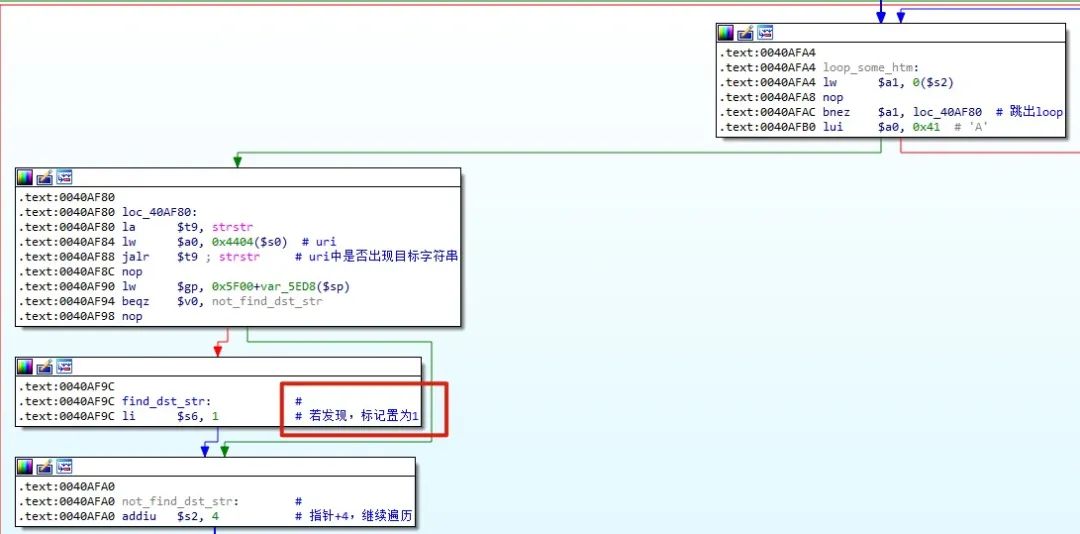 .text:0040AFA4
.text:0040AFA4 loop_some_htm:
.text:0040AFA4 lw $a1, 0($s2)
.text:0040AFA8 nop
.text:0040AFAC bnez $a1, loc_40AF80 # 跳出loop
.text:0040AFB0 lui $a0, 0x41 # 'A'
.text:0040AF80
.text:0040AF80 loc_40AF80:
.text:0040AF80 la $t9, strstr
.text:0040AF84 lw $a0, 0x4404($s0) # uri
.text:0040AF88 jalr $t9 ; strstr # uri中是否出现目标字符串
.text:0040AF8C nop
.text:0040AF90 lw $gp, 0x5F00+var_5ED8($sp)
.text:0040AF94 beqz $v0, not_find_dst_str
.text:0040AF98 nop
.text:0040AF9C
.text:0040AF9C find_dst_str: #
.text:0040AF9C li $s6, 1 # 若发现，标记置为1
.text:0040AFA0
.text:0040AFA0 not_find_dst_str: #
.text:0040AFA0 addiu $s2, 4 # 指针+4，继续遍历